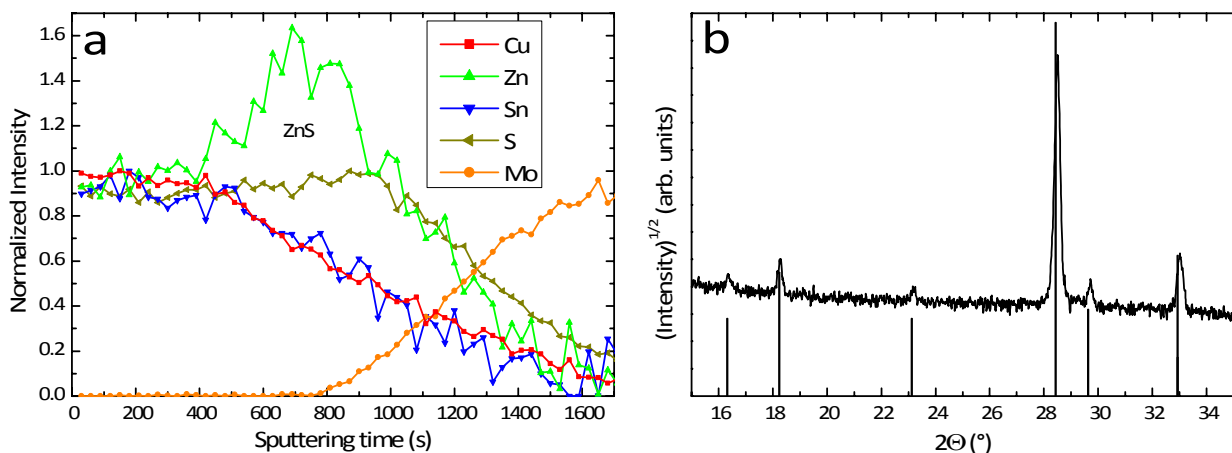 a
Normalized Intensity
1.6
1.4
1.2
1.0
0.8
0.6
0.4
0.2
0.0
Cu
Zn
Sn
S
Mo
ZnS
0 200 400 600 800 1000 1200 1400 1600
Sputtering time (s)
b
(Intensity)^1/2 (arb. units)
16 18 20 22 24 26 28 30 32 34
2Θ (°)